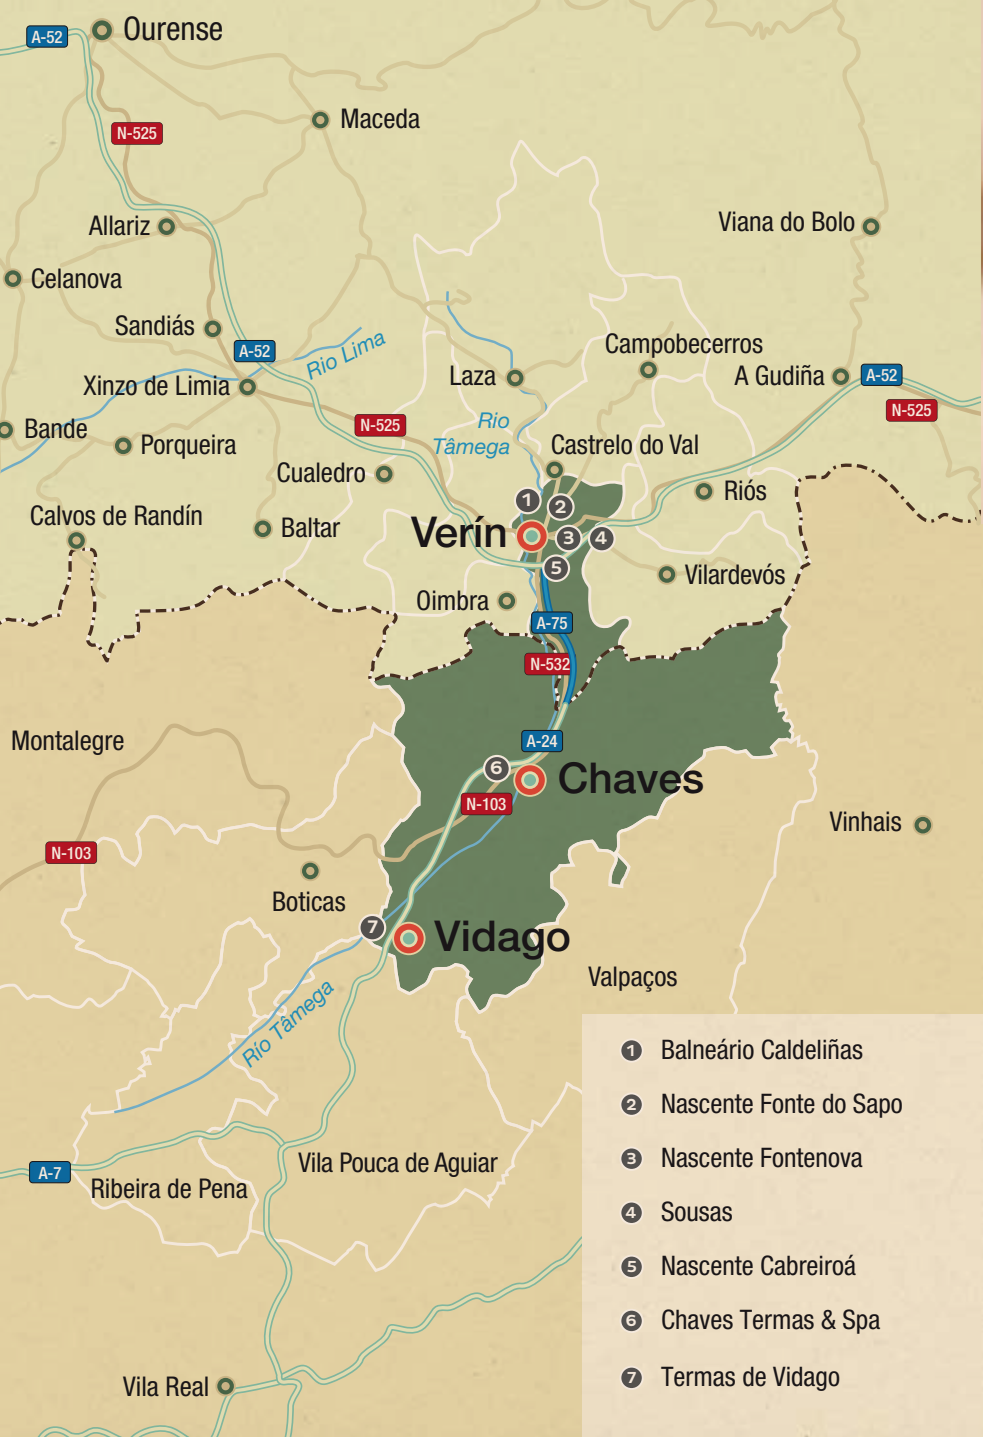 A-52
Ourense
Maceda
N-525
Allariz
Viana do Bolo
Celanova
Sandiás
A-52
Rio Lima
Campobecerros
Xinzo de Limia
Laza
A Gudiña
A-52
N-525
N-525
Rio
Tâmega
Bande
Porqueira
Castrelo do Val
Cualedro
Riós
Calvos de Randín
Baltar
1
2
Verín
3
4
5
Vilardevós
Oimbra
A-75
N-532
Montalegre
A-24
6
Chaves
N-103
Vinhais
N-103
Boticas
7
Vidago
Valpaços
Río Tâmega
A-7
Vila Pouca de Aguiar
Ribeira de Pena
Vila Real
1 Balneário Caldeliñas
2 Nascente Fonte do Sapo
3 Nascente Fontenova
4 Sousas
5 Nascente Cabreiroá
6 Chaves Termas & Spa
7 Termas de Vidago